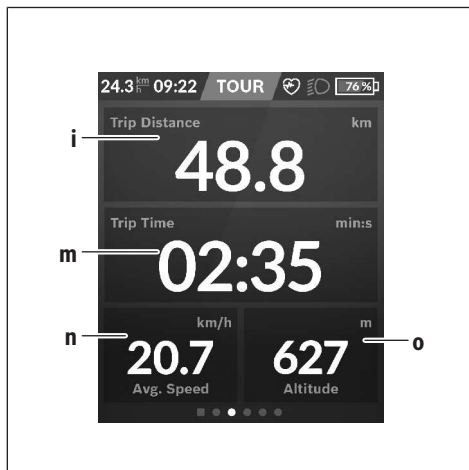 24.3 km/h 09:22 TOUR 76 %
Trip Distance km
i
48.8
Trip Time min:s
m
02:35
km/h m
n
o
20.7 627
Avg. Speed Altitude